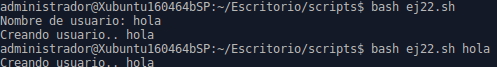 administrador@Xubuntu160464bSP:~/Escritorio/scripts$ bash ej22.sh
Nombre de usuario: hola
Creando usuario.. hola
administrador@Xubuntu160464bSP:~/Escritorio/scripts$ bash ej22.sh hola
Creando usuario.. hola